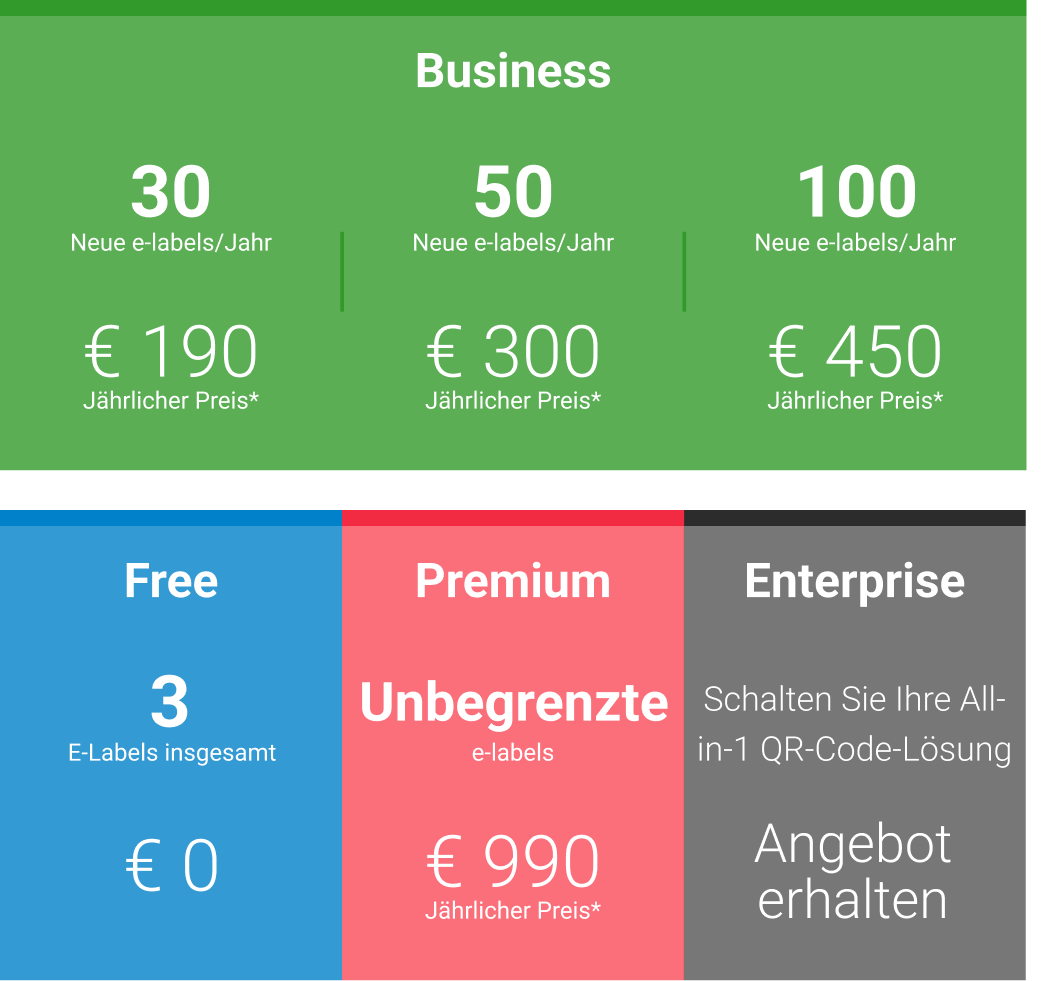 Business
30 50 100
Neue e-labels/Jahr Neue e-labels/Jahr Neue e-labels/Jahr
€ 190 € 300 € 450
Jährlicher Preis* Jährlicher Preis* Jährlicher Preis*
Free
3
E-Labels insgesamt
€ 0
Premium
Unbegrenzte
e-labels
€ 990
Jährlicher Preis*
Enterprise
Schalten Sie Ihre All-
in-1 QR-Code-Lösung
Angebot
erhalten